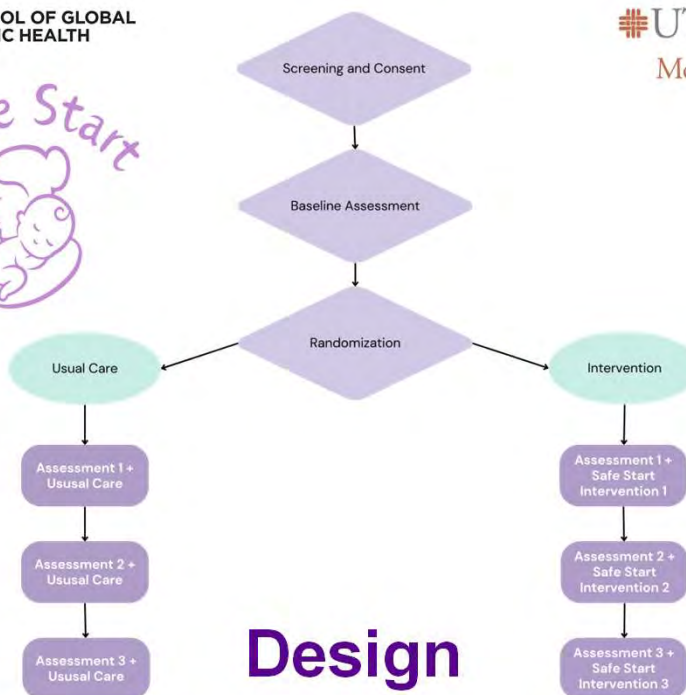 OL OF GLOBAL
IC HEALTH
e Start
UT
Me
Screening and Consent
Baseline Assessment
Randomization
Usual Care
Intervention
Assessment 1 +
Ususal Care
Assessment 1 +
Safe Start
Intervention 1
Assessment 2 +
Ususal Care
Assessment 2 +
Safe Start
Intervention 2
Assessment 3 +
Ususal Care
Assessment 3 +
Safe Start
Intervention 3
Design